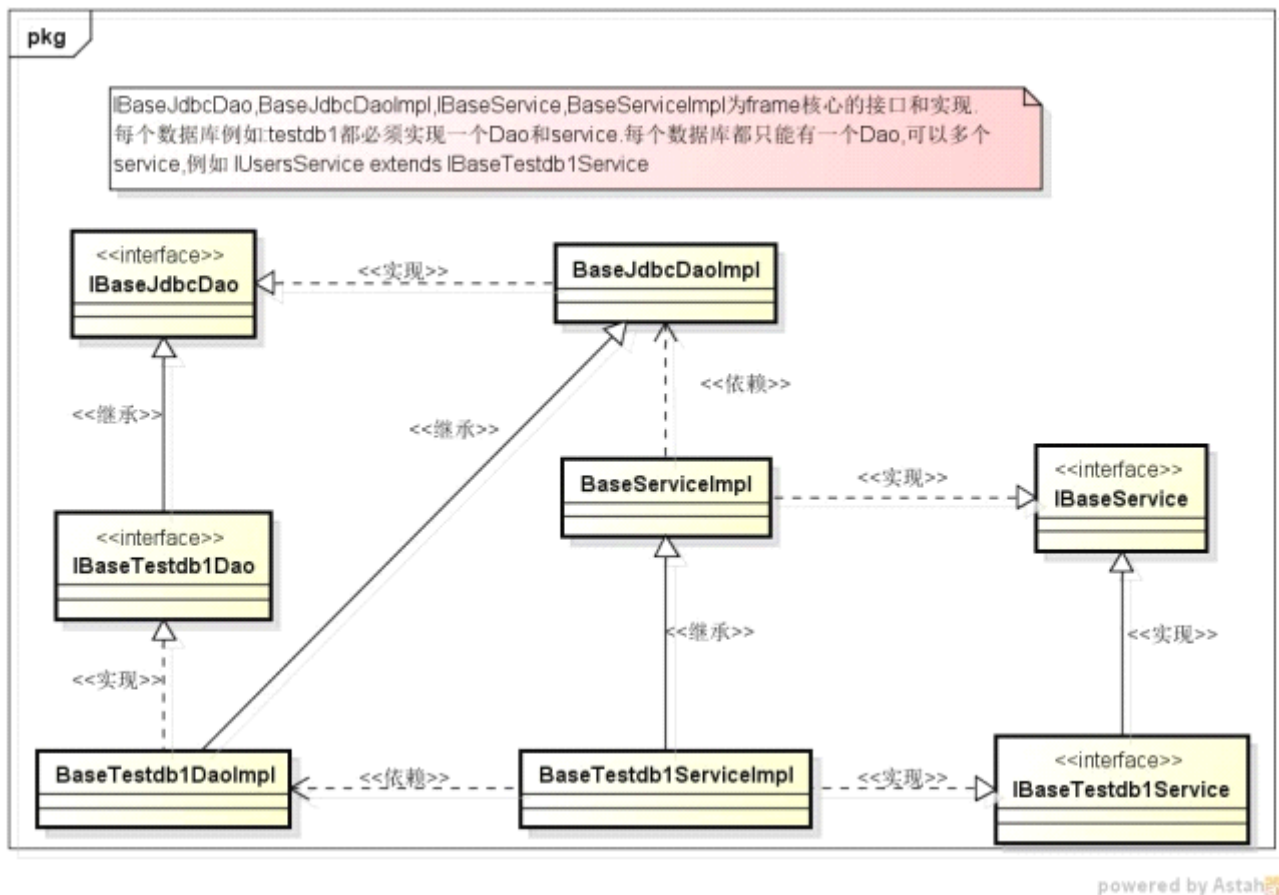 pkg
IBaseJdbcDao,BaseJdbcDaoImpl,IBaseService,BaseServiceImpl为frame核心的接口和实现.
每个数据库例如:testdb1都必须实现一个Dao和service.每个数据库都只能有一个Dao,可以多个
service,例如 IUsersService extends IBaseTestdb1Service
<<interface>>
IBaseJdbcDao
<<实现>>
BaseJdbcDaoImpl
<<继承>>
<<继承>>
<<依赖>>
BaseServiceImpl
<<实现>>
<<interface>>
IBaseService
<<interface>>
IBaseTestdb1Dao
<<实现>>
<<继承>>
<<实现>>
BaseTestdb1DaoImpl
<<依赖>>
BaseTestdb1ServiceImpl
<<实现>>
<<interface>>
IBaseTestdb1Service
powered by Astah